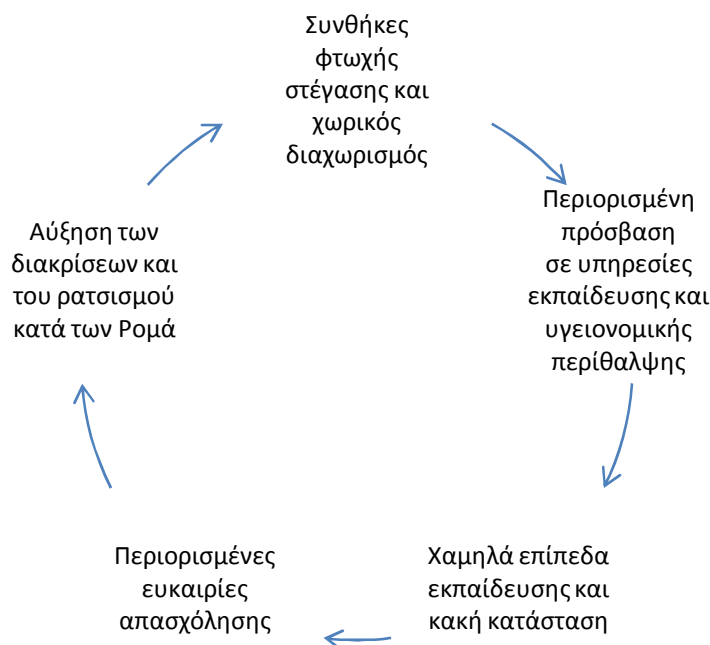 Συνθήκες
φτωχής
στέγασης και
χωρικός
διαχωρισμός
Περιορισμένη
πρόσβαση
σε υπηρεσίες
εκπαίδευσης και
υγειονομικής
περίθαλψης
Χαμηλά επίπεδα
εκπαίδευσης και
κακή κατάσταση
Περιορισμένες
ευκαιρίες
απασχόλησης
Αύξηση των
διακρίσεων και
του ρατσισμού
κατά των Ρομά